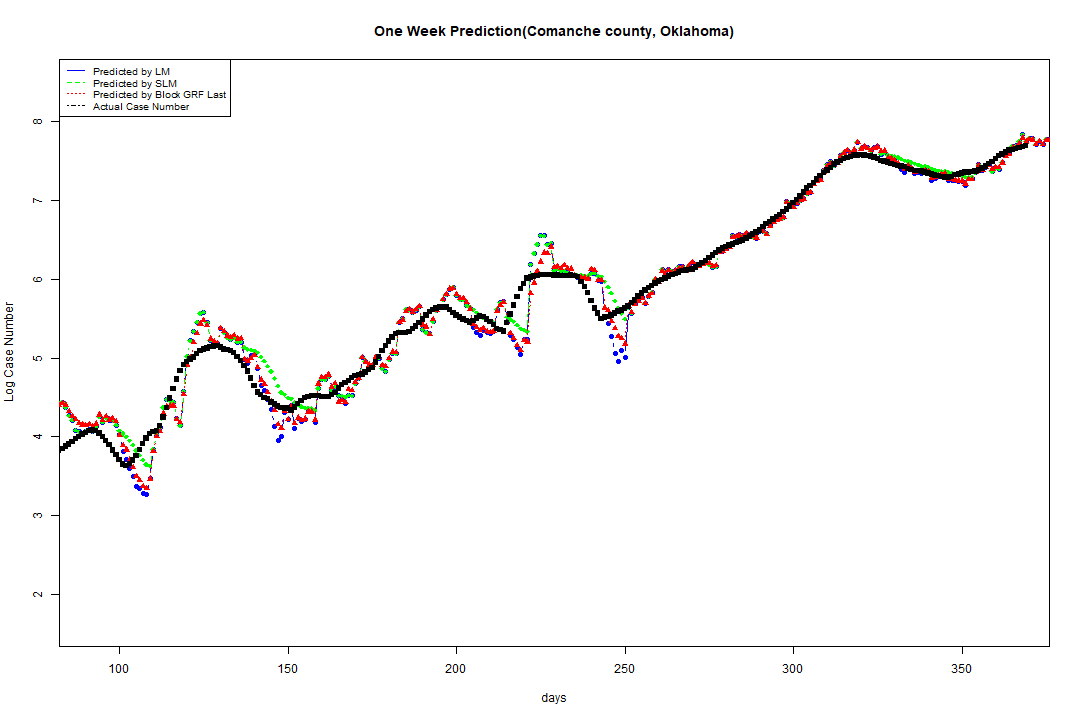 One Week Prediction(Comanche county, Oklahoma)
Predicted by LM
Predicted by SLM
Predicted by Block GRF Last
Actual Case Number
8
7
6
5
4
3
2
Log Case Number
100 150 200 250 300 350
days